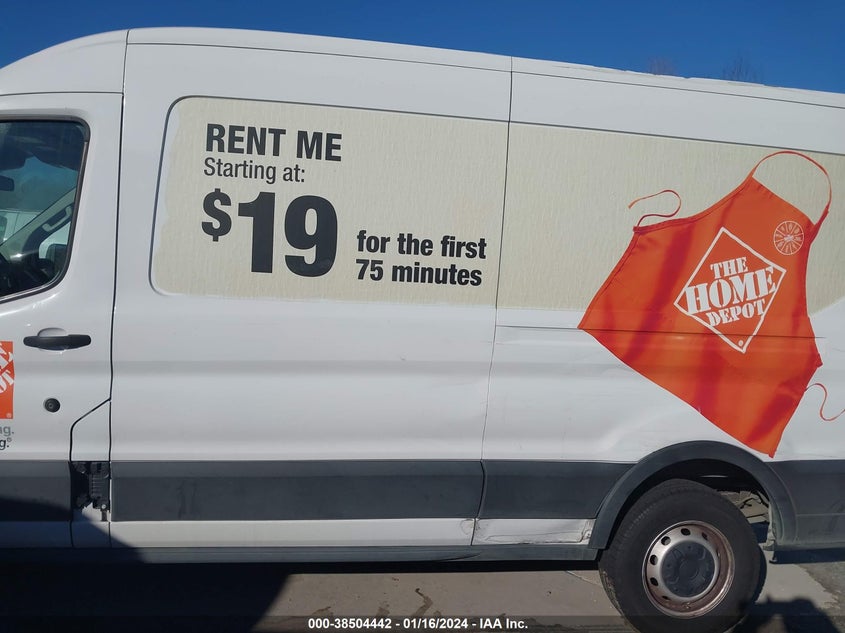 RENT ME
Starting at:
$19 for the first
75 minutes
THE
HOME
DEPOT
ng.
g.®
000-38504442 - 01/16/2024 - IAA Inc.